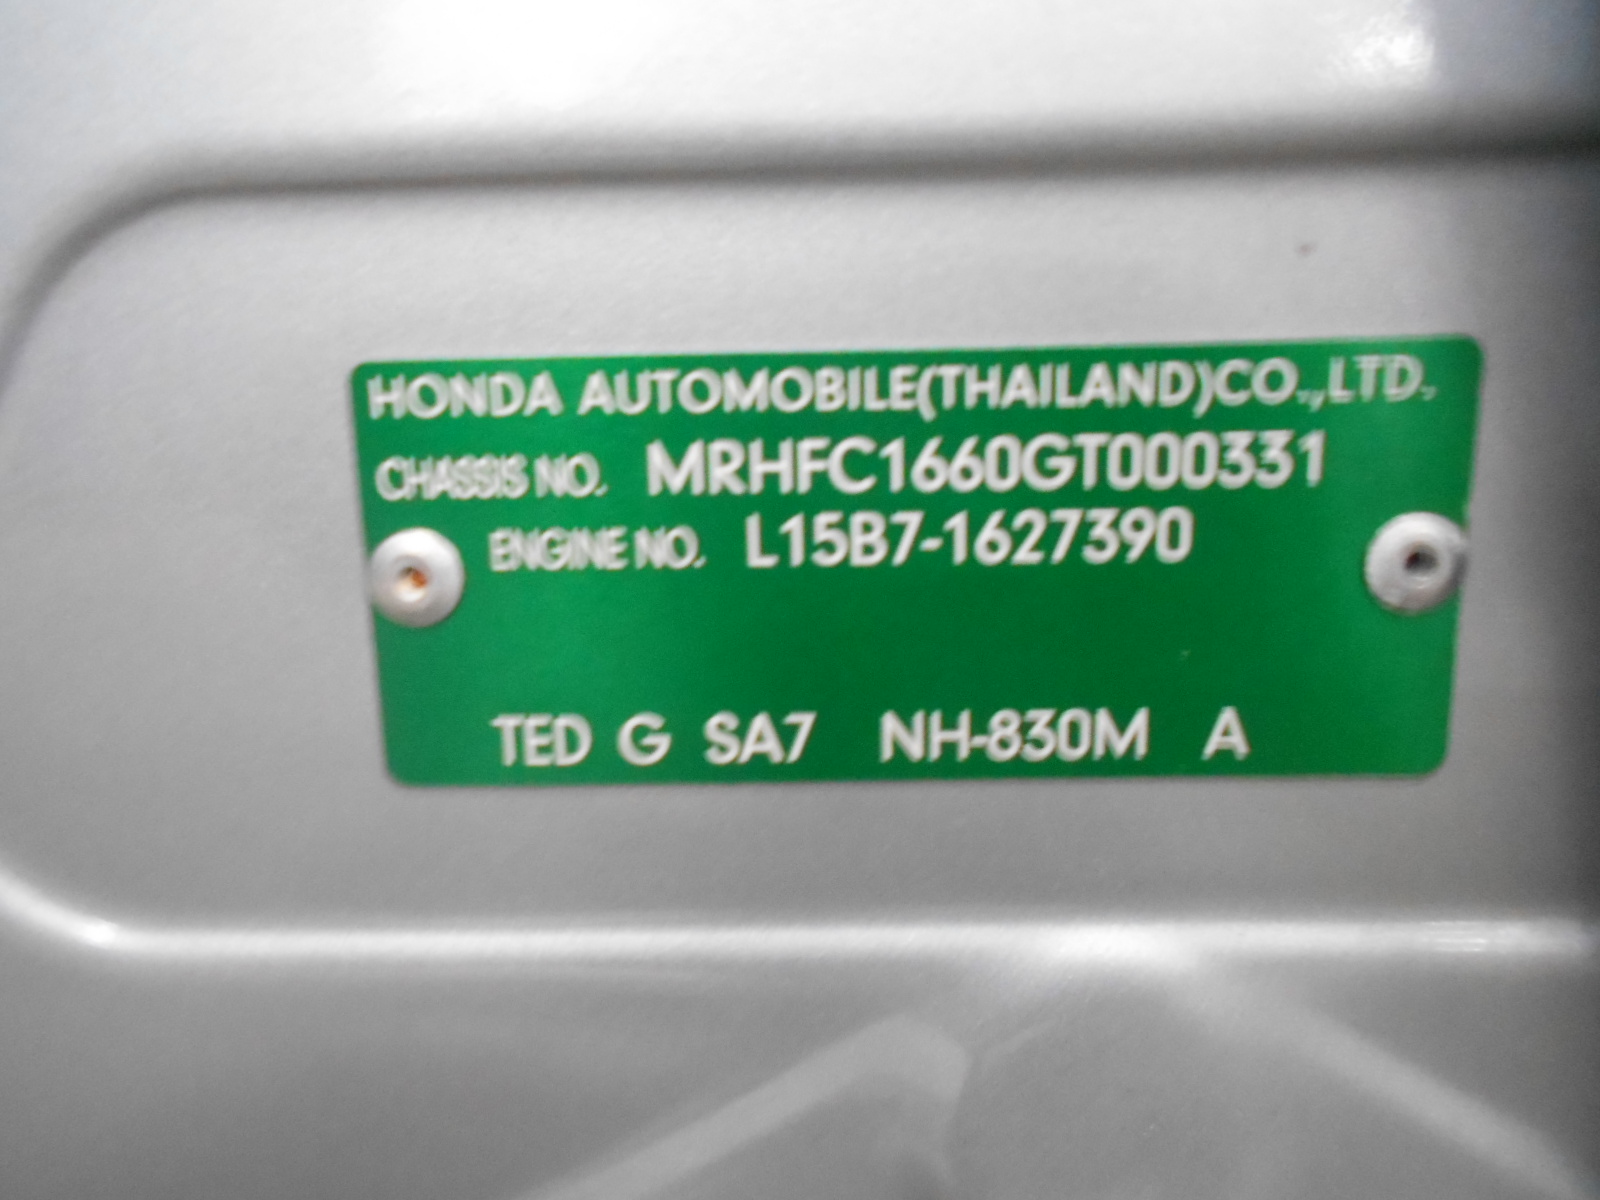 HONDA AUTOMOBILE(THAILAND)CO.,LTD.
CHASSIS NO. MRHFC1660GT000331
ENGINE NO. L15B7-1627390
TED G SA7 NH-830M A